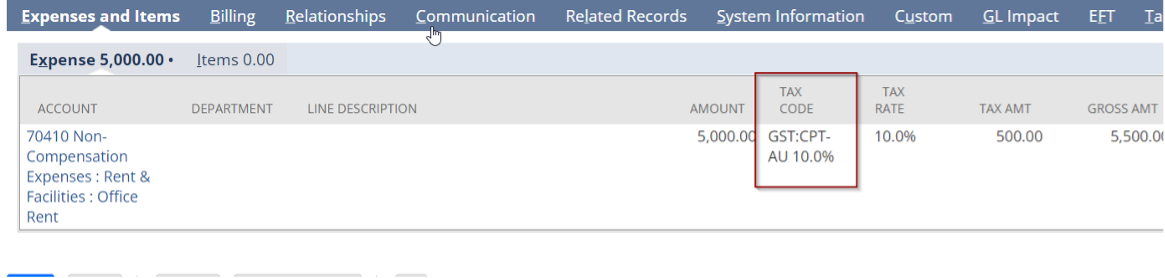 Expenses and Items Billing Relationships Communication Related Records System Information Custom GL Impact EFT Ta
Expense 5,000.00 • Items 0.00
ACCOUNT DEPARTMENT LINE DESCRIPTION AMOUNT TAX CODE TAX RATE TAX AMT GROSS AMT
70410 Non- 5,000.00 GST:CPT- 10.0% 500.00 5,500.00
Compensation AU 10.0%
Expenses : Rent &
Facilities : Office
Rent